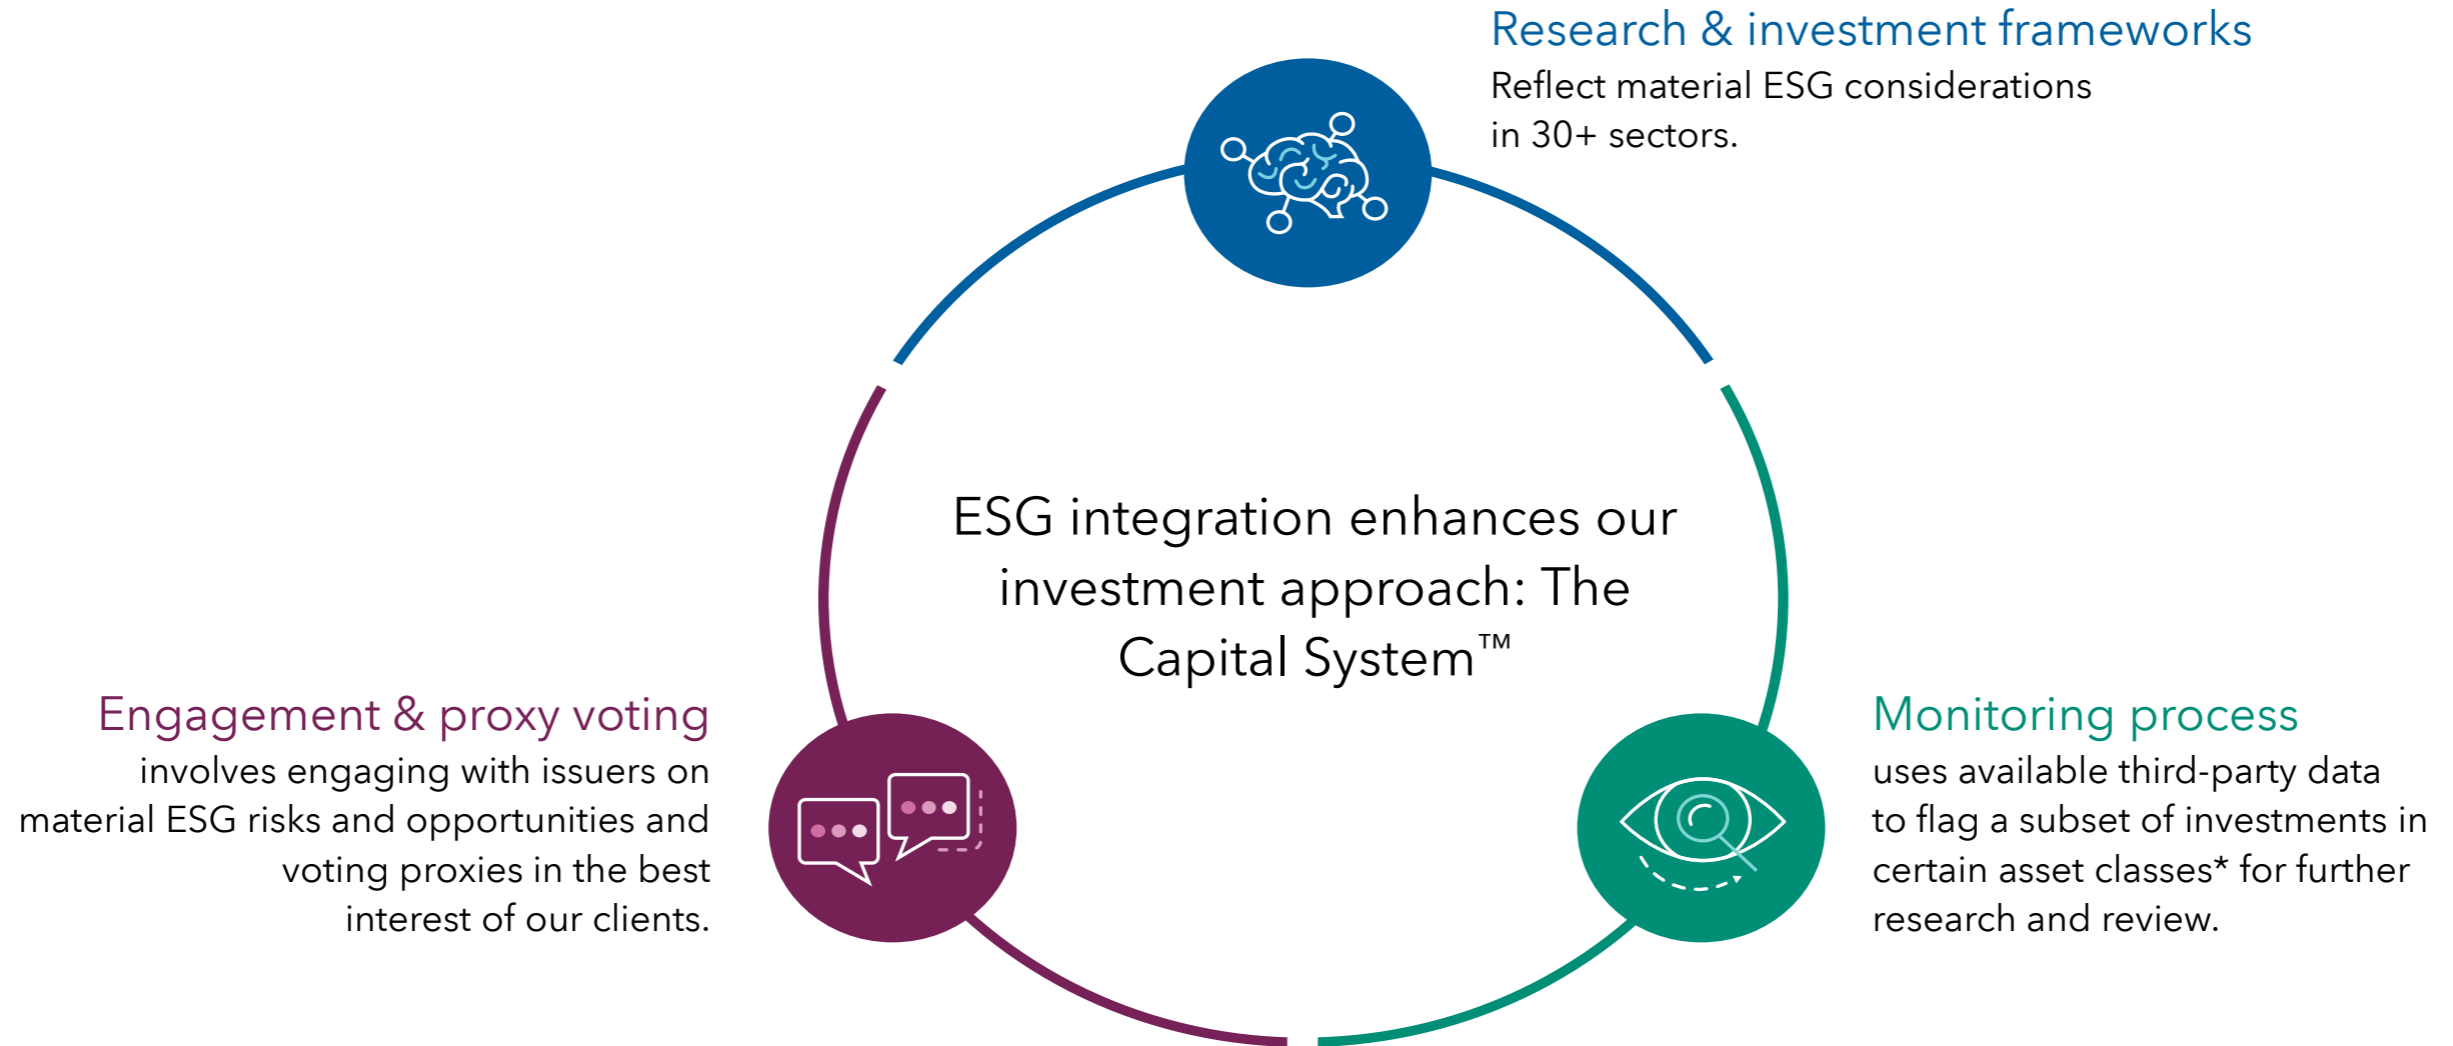 Research & investment frameworks
Reflect material ESG considerations
in 30+ sectors.
ESG integration enhances our
investment approach: The
Capital System™
Engagement & proxy voting
involves engaging with issuers on
material ESG risks and opportunities and
voting proxies in the best
interest of our clients.
Monitoring process
uses available third-party data
to flag a subset of investments in
certain asset classes* for further
research and review.